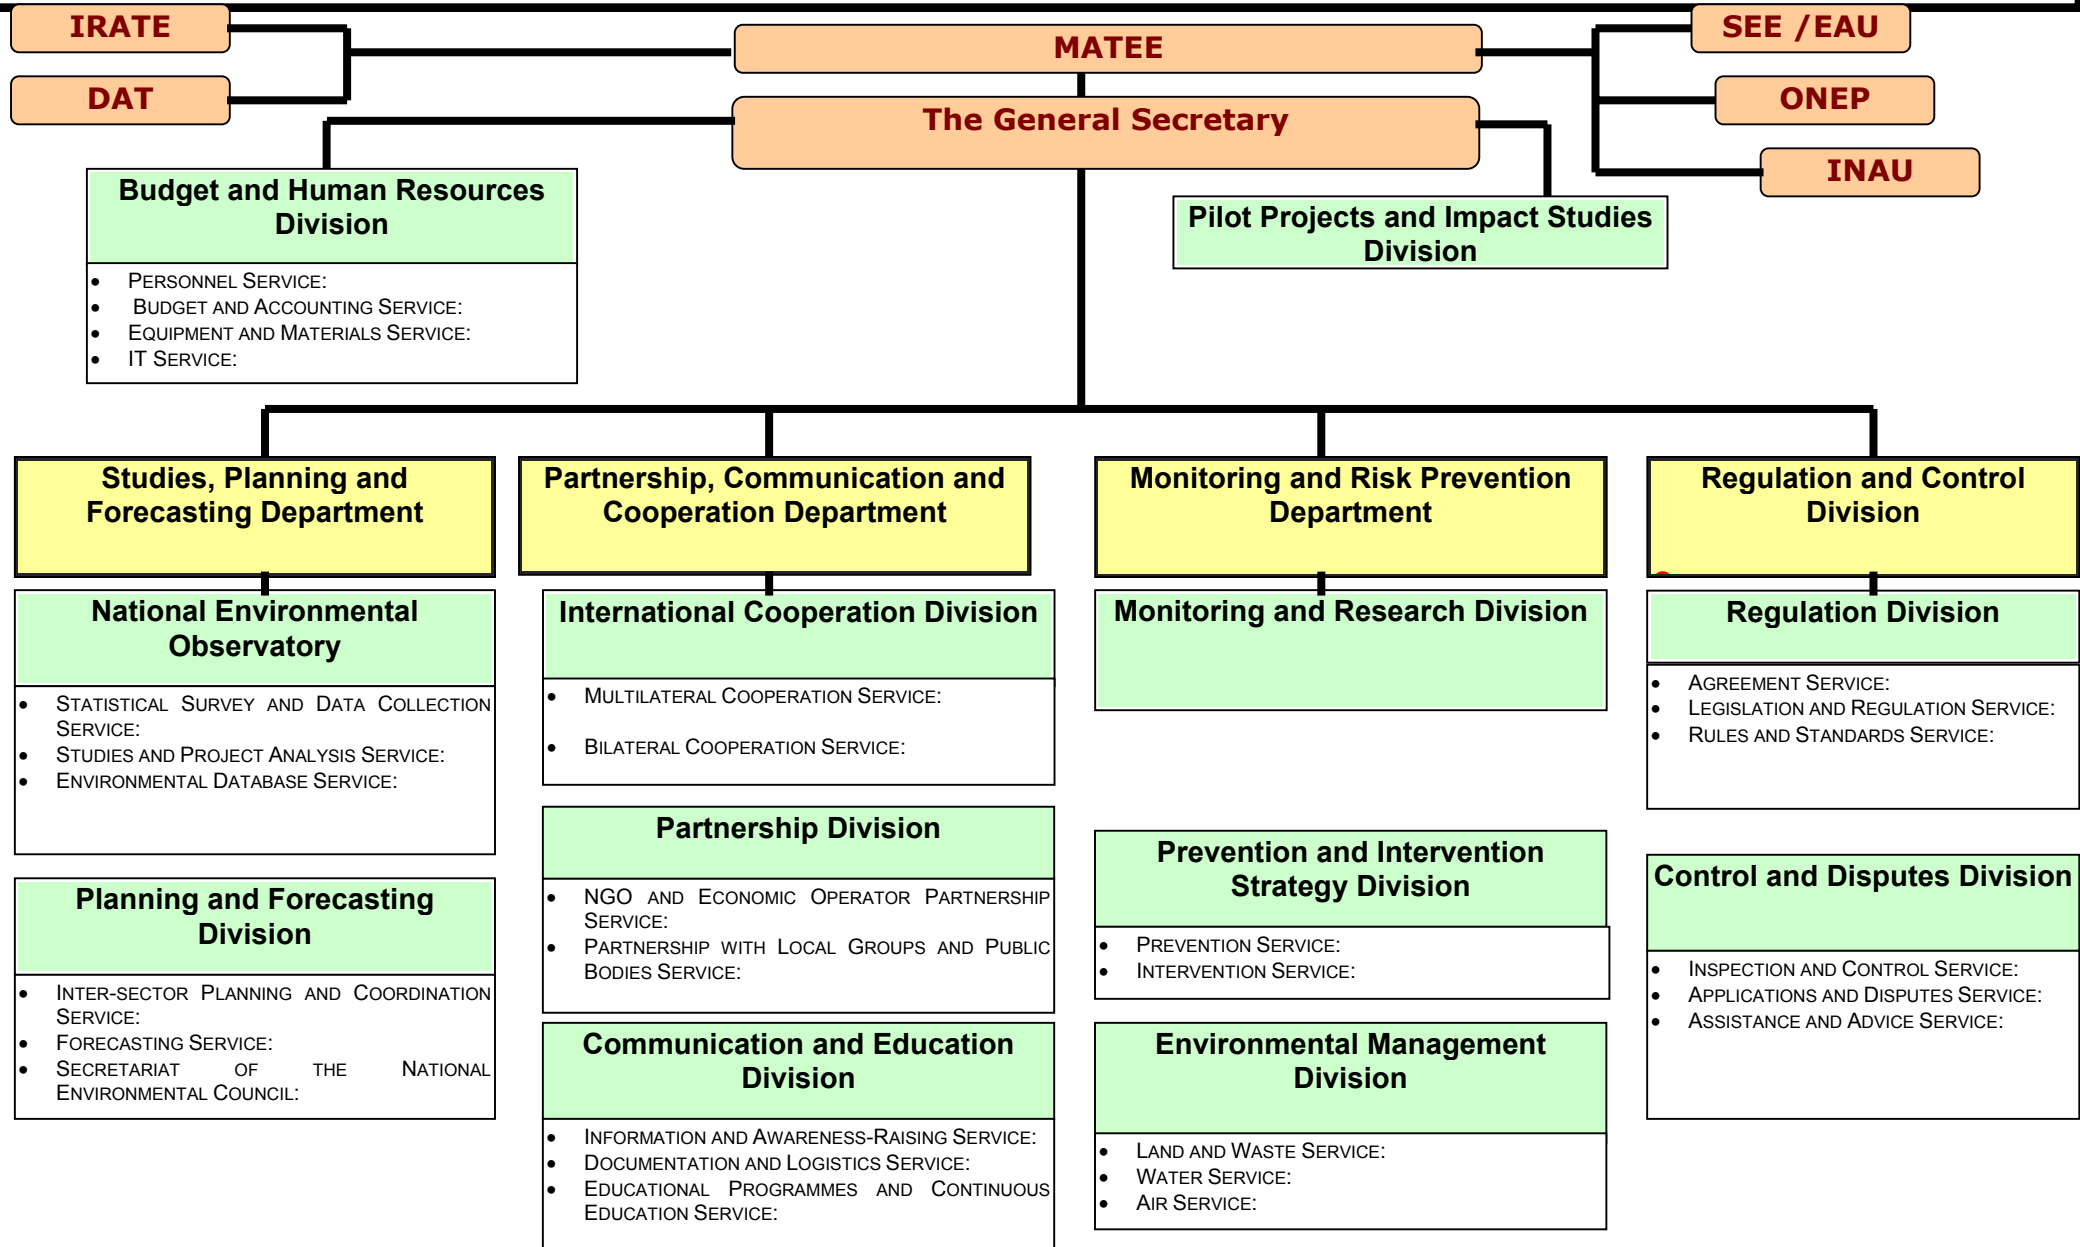 IRATE
MATEE
SEE /EAU
DAT
The General Secretary
ONEP
INAU
Budget and Human Resources
Division
• PERSONNEL SERVICE:
• BUDGET AND ACCOUNTING SERVICE:
• EQUIPMENT AND MATERIALS SERVICE:
• IT SERVICE:
Pilot Projects and Impact Studies
Division
Studies, Planning and
Forecasting Department
National Environmental
Observatory
• STATISTICAL SURVEY AND DATA COLLECTION
SERVICE:
• STUDIES AND PROJECT ANALYSIS SERVICE:
• ENVIRONMENTAL DATABASE SERVICE:
Planning and Forecasting
Division
• INTER-SECTOR PLANNING AND COORDINATION
SERVICE:
• FORECASTING SERVICE:
• SECRETARIAT OF THE NATIONAL
ENVIRONMENTAL COUNCIL:
Partnership, Communication and
Cooperation Department
International Cooperation Division
• MULTILATERAL COOPERATION SERVICE:
• BILATERAL COOPERATION SERVICE:
Partnership Division
• NGO AND ECONOMIC OPERATOR PARTNERSHIP
SERVICE:
• PARTNERSHIP WITH LOCAL GROUPS AND PUBLIC
BODIES SERVICE:
Communication and Education
Division
• INFORMATION AND AWARENESS-RAISING SERVICE:
• DOCUMENTATION AND LOGISTICS SERVICE:
• EDUCATIONAL PROGRAMMES AND CONTINUOUS
EDUCATION SERVICE:
Monitoring and Risk Prevention
Department
Monitoring and Research Division
Prevention and Intervention
Strategy Division
• PREVENTION SERVICE:
• INTERVENTION SERVICE:
Environmental Management
Division
• LAND AND WASTE SERVICE:
• WATER SERVICE:
• AIR SERVICE:
Regulation and Control
Division
Regulation Division
• AGREEMENT SERVICE:
• LEGISLATION AND REGULATION SERVICE:
• RULES AND STANDARDS SERVICE:
Control and Disputes Division
• INSPECTION AND CONTROL SERVICE:
• APPLICATIONS AND DISPUTES SERVICE:
• ASSISTANCE AND ADVICE SERVICE: